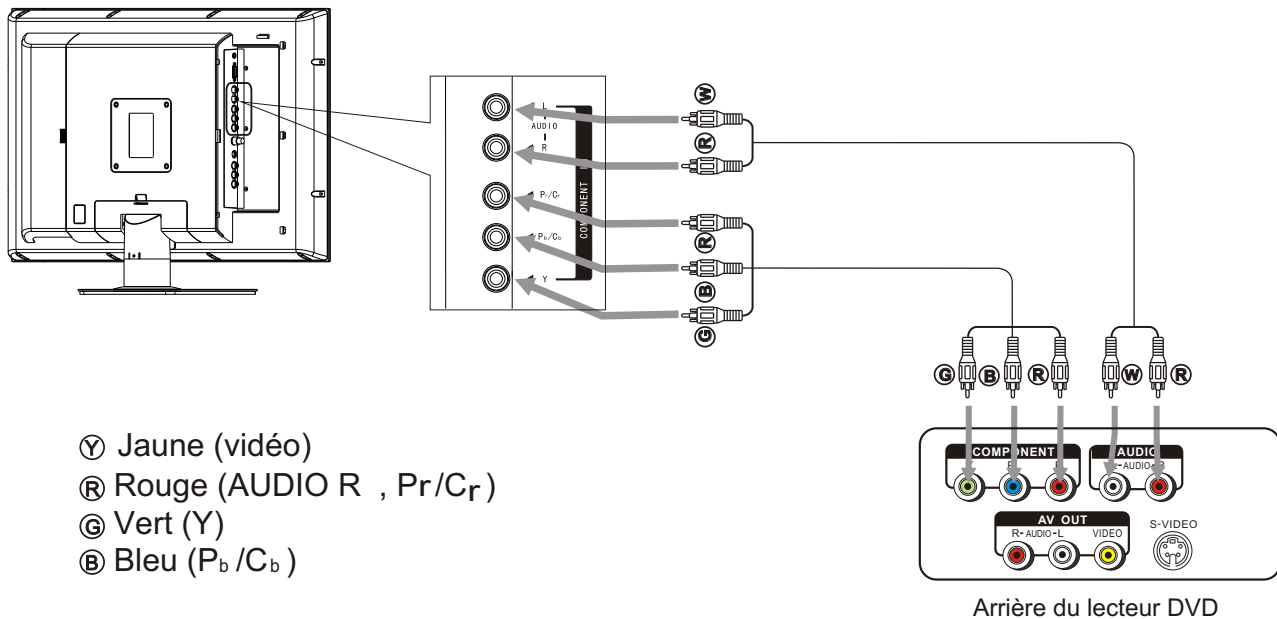 L
AUDIO
R
Pr/Cr
Pb/Cb
Y
COMPONENT
W
R
R
B
G
G B R W R
COMPONENT
AUDIO
AUDIO
AV OUT
R-AUDIO-L VIDEO
S-VIDEO
Ⓨ Jaune (vidéo)
Ⓡ Rouge (AUDIO R , Pr/Cr)
Ⓖ Vert (Y)
Ⓑ Bleu (Pb/Cb)
Arrière du lecteur DVD